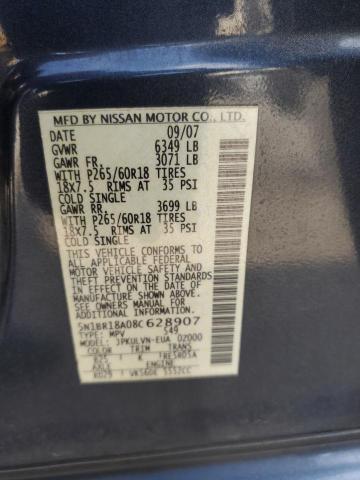 MFD BY NISSAN MOTOR CO., LTD.
DATE 09/07
GVWR 6349 LB
GAWR FR. 3071 LB
WITH P265/60R18 TIRES
18X7.5 RIMS AT 35 PSI
COLD SINGLE
GAWR RR. 3699 LB
WITH P265/60R18 TIRES
18X7.5 RIMS AT 35 PSI
COLD SINGLE
THIS VEHICLE CONFORMS TO ALL
APPLICABLE FEDERAL
MOTOR VEHICLE SAFETY AND
THEFT PREVENTION STANDARDS
IN EFFECT ON THE DATE OF
MANUFACTURE SHOWN ABOVE.
SEE OWNERS MANUAL FOR
ADDITIONAL INFORMATION
5N1BR18A08C628907
TYPE: MPV S49
MODEL: JPKULVN-EUA 02000
COLOR TRIM TRANS
K RE5R05A
AXLE ENGINE
VK56DE 5552CC